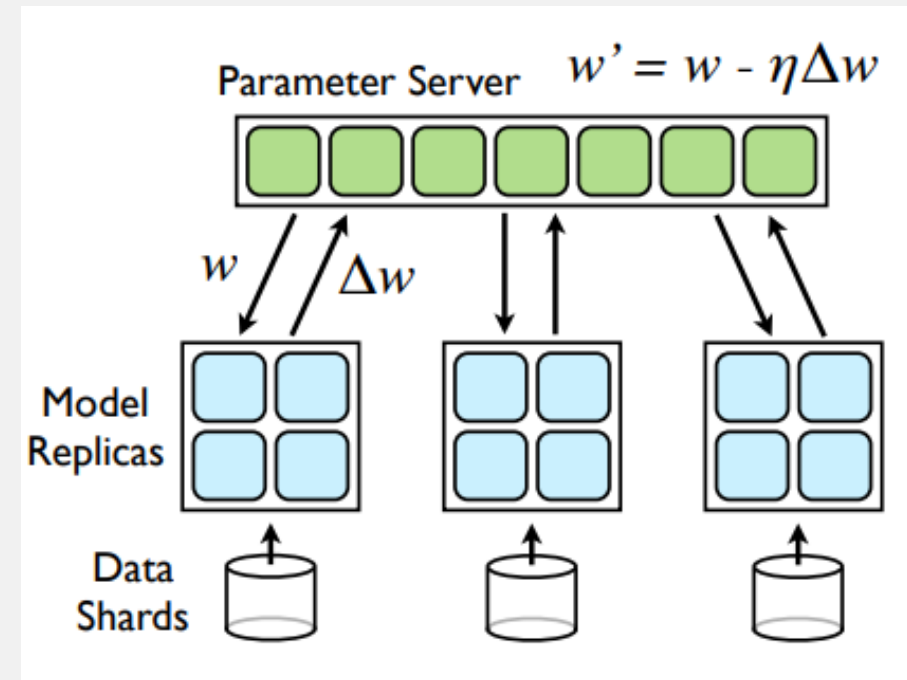 Parameter Server w’ = w - ηΔw
w
Δw
Model
Replicas
Data
Shards